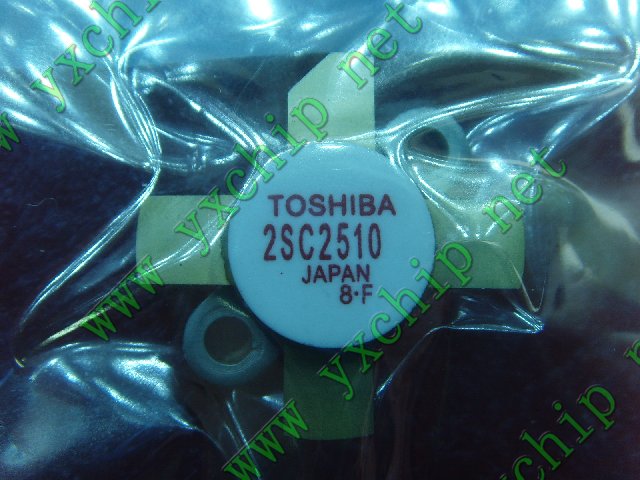 www yxchip net
www yxchip net
TOSHIBA
2SC2510
JAPAN
8·F
www yxchip net